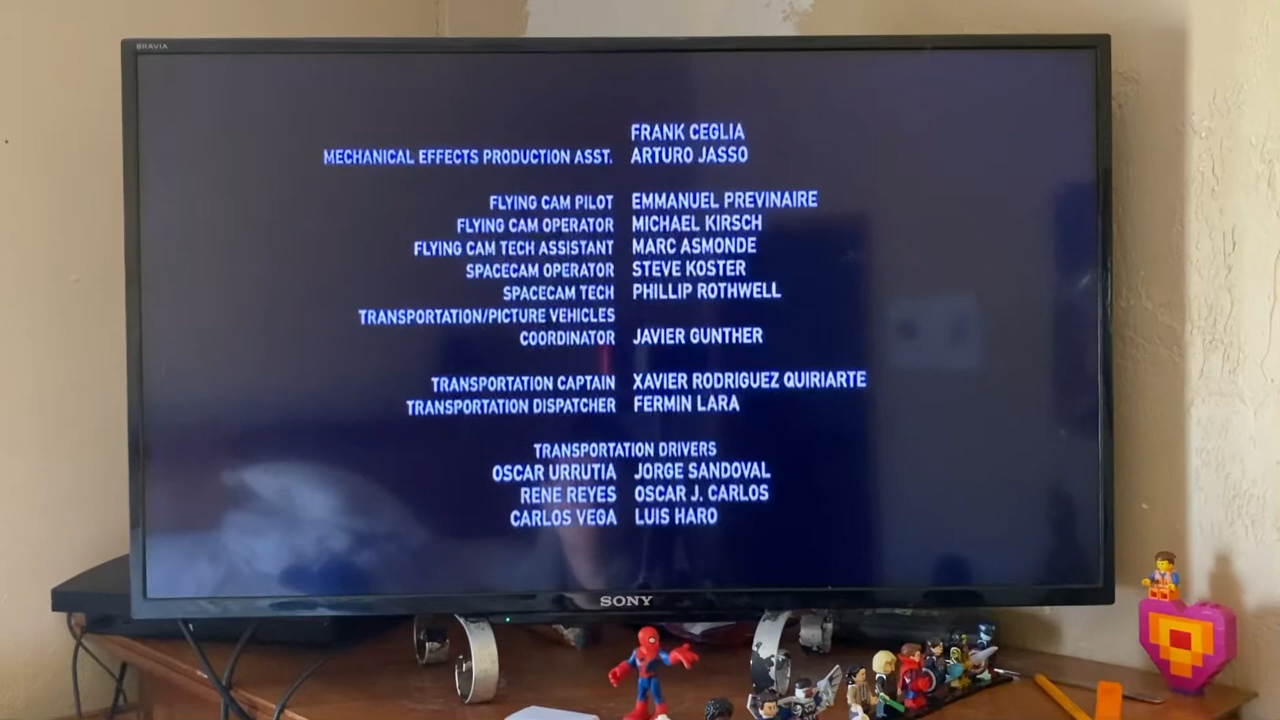 BRAVIA
FRANK CEGLIA
MECHANICAL EFFECTS PRODUCTION ASST. ARTURO JASSO
FLYING CAM PILOT EMMANUEL PREVINAIRE
FLYING CAM OPERATOR MICHAEL KIRSCH
FLYING CAM TECH ASSISTANT MARC ASMONDE
SPACECAM OPERATOR STEVE KOSTER
SPACECAM TECH PHILLIP ROTHWELL
TRANSPORTATION/PICTURE VEHICLES
COORDINATOR JAVIER GUNTHER
TRANSPORTATION CAPTAIN XAVIER RODRIGUEZ QUIRIARTE
TRANSPORTATION DISPATCHER FERMIN LARA
TRANSPORTATION DRIVERS
OSCAR URRUTIA JORGE SANDOVAL
RENE REYES OSCAR J. CARLOS
CARLOS VEGA LUIS HARO
SONY